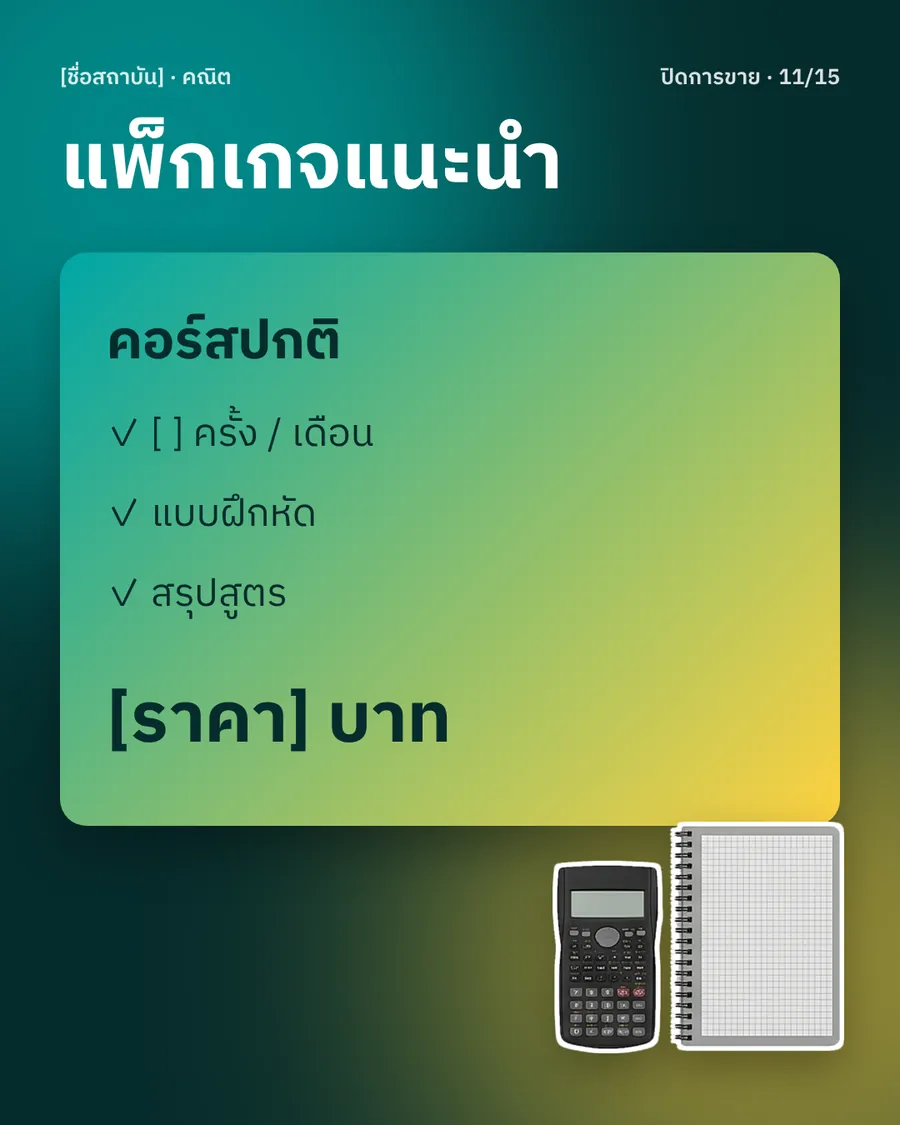 [ชื่อสถาบัน] · คณิต
ปิดการขาย · 11/15
แพ็กเกจแนะนำ
คอร์สปกติ
✓ [ ] ครั้ง / เดือน
✓ แบบฝึกหัด
✓ สรุปสูตร
[ราคา] บาท